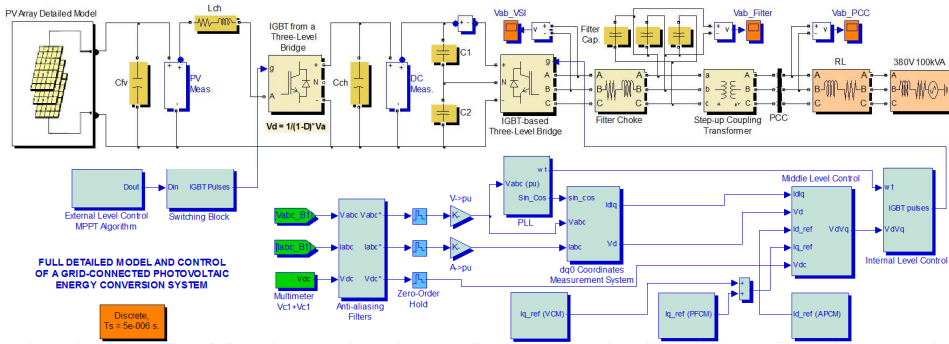 PV Array Detailed Model
Lch
Cfv
PV
Meas.
IGBT from a
Three-Level
Bridge
g
A
+
N
-
Vd = 1/(1-D)*Va
Cch
DC
Meas.
C1
C2
Vab_VSI
g
+
N
-
A
B
C
IGBT-based
Three-Level Bridge
Filter
Cap.
A
B
C
A
B
C
Filter Choke
Vab_Filter
a
b
c
A
B
C
Step-up Coupling
Transformer
PCC
Vab_PCC
RL
A
B
C
A
B
C
380V 100kVA
A
B
C
Dout
External Level Control
MPPT Algorithm
Din
IGBT Pulses
Switching Block
Vabc_B1
Iabc_B1
Vdc
Multimeter
Vc1+Vc1
Vabc
Vabc*
Iabc
Iabc*
Vdc
Vdc*
Anti-aliasing
Filters
Zero-Order
Hold
V->pu
K-
K-
A->pu
Vabc (pu)
w t
Sin_Cos
PLL
sin_cos
Vabc
Iabc
Idq
Vd
dq0 Coordinates
Measurement System
Middle Level Control
Idq
Vd
Id_ref
Iq_ref
Vdc
VdVq
w t
VdVq
IGBT pulses
Internal Level Control
Iq_ref (VCM)
Iq_ref (PFCM)
Id_ref (APCM)
FULL DETAILED MODEL AND CONTROL
OF A GRID-CONNECTED PHOTOVOLTAIC
ENERGY CONVERSION SYSTEM
Discrete,
Ts = 5e-006 s.